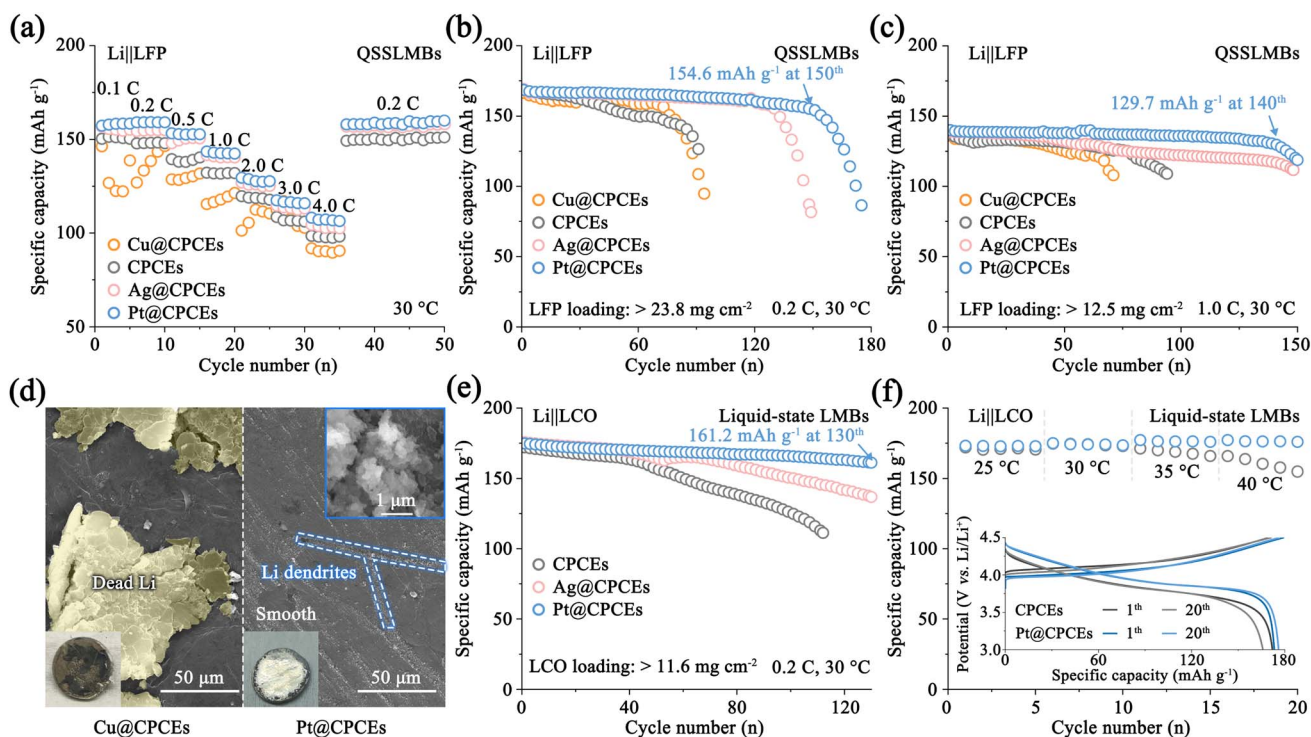 (a)
Li||LFP
QSSLMBs
0.1 C
0.2 C
0.5 C
1.0 C
2.0 C
3.0 C
4.0 C
0.2 C
Cu@CPCEs
CPCEs
Ag@CPCEs
Pt@CPCEs
30 °C
200
150
100
50
0
10
20
30
40
50
Specific capacity (mAh g⁻¹)
Cycle number (n)
(b)
Li||LFP
QSSLMBs
154.6 mAh g⁻¹ at 150ᵗʰ
Cu@CPCEs
CPCEs
Ag@CPCEs
Pt@CPCEs
LFP loading: > 23.8 mg cm⁻²
0.2 C, 30 °C
200
150
100
50
0
0
60
120
180
Specific capacity (mAh g⁻¹)
Cycle number (n)
(c)
Li||LFP
QSSLMBs
129.7 mAh g⁻¹ at 140ᵗʰ
Cu@CPCEs
CPCEs
Ag@CPCEs
Pt@CPCEs
LFP loading: > 12.5 mg cm⁻²
1.0 C, 30 °C
200
150
100
50
0
0
50
100
150
Specific capacity (mAh g⁻¹)
Cycle number (n)
(d)
1 μm
Dead Li
Li dendrites
Smooth
50 μm
50 μm
Cu@CPCEs
Pt@CPCEs
(e)
Li||LCO
Liquid-state LMBs
161.2 mAh g⁻¹ at 130ᵗʰ
CPCEs
Ag@CPCEs
Pt@CPCEs
LCO loading: > 11.6 mg cm⁻²
0.2 C, 30 °C
200
175
150
125
100
75
50
25
0
0
40
80
120
Specific capacity (mAh g⁻¹)
Cycle number (n)
(f)
Li||LCO
Liquid-state LMBs
25 °C
30 °C
35 °C
40 °C
4.5
4.0
3.5
3.0
Potential (V vs. Li/Li⁺)
CPCEs
1ᵗʰ
20ᵗʰ
Pt@CPCEs
1ᵗʰ
20ᵗʰ
0
60
120
180
Specific capacity (mAh g⁻¹)
200
175
150
125
100
0
5
10
15
20
Specific capacity (mAh g⁻¹)
Cycle number (n)